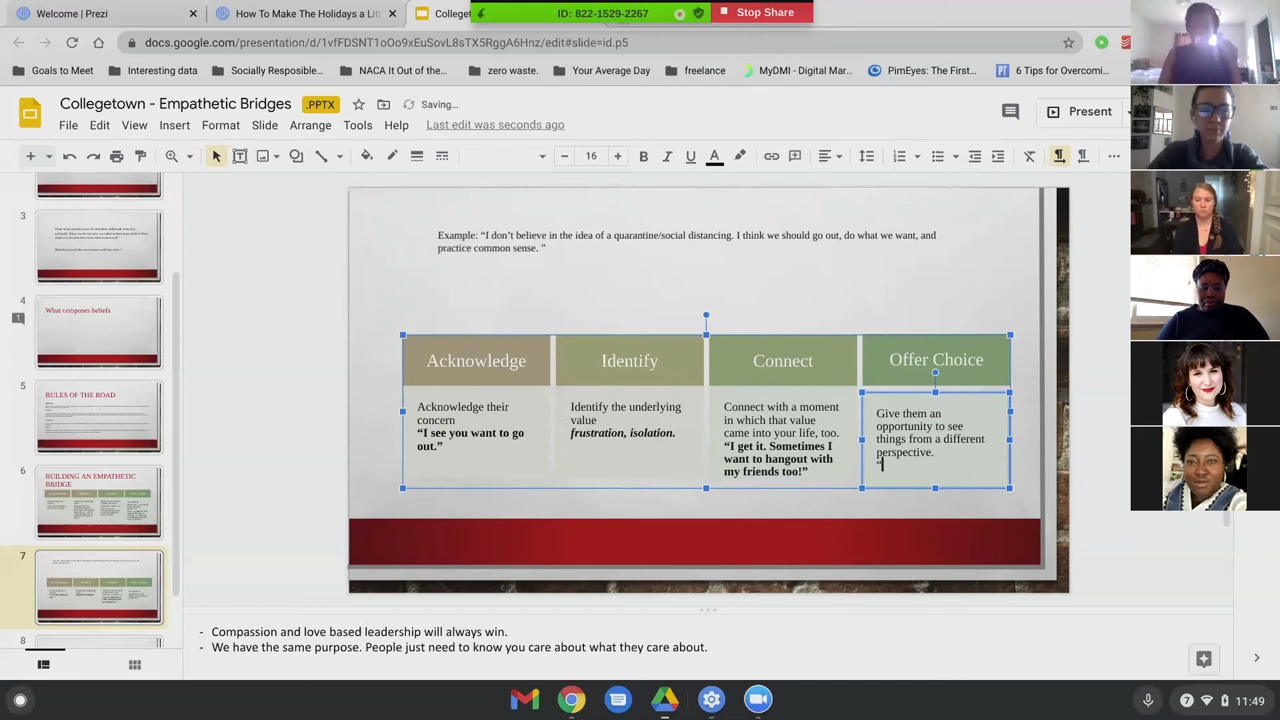 Welcome | Prezi
How To Make The Holidays a Lit
Colleget
ID: 822-1529-2267
Stop Share
docs.google.com/presentation/d/1vfFDSNT1oOo9xEuSovL8sTX5RggA6Hnz/edit#slide=id.p5
Goals to Meet
Interesting data
Socially Resposible...
NACA It Out of the...
zero waste.
Your Average Day
freelance
MyDMI - Digital Mar...
PimEyes: The First...
6 Tips for Overcomi...
Collegetown - Empathetic Bridges
.PPTX
Saving...
Present
File Edit View Insert Format Slide Arrange Tools Help
Last edit was seconds ago
16
3
4
What composes beliefs
1
5
RULES OF THE ROAD
6
BUILDING AN EMPATHETIC
BRIDGE
7
8
Example: “I don’t believe in the idea of a quarantine/social distancing. I think we should go out, do what we want, and
practice common sense. ”
Acknowledge
Identify
Connect
Offer Choice
Acknowledge their
concern
“I see you want to go
out.”
Identify the underlying
value
frustration, isolation.
Connect with a moment
in which that value
came into your life, too.
“I get it. Sometimes I
want to hangout with
my friends too!”
Give them an
opportunity to see
things from a different
perspective.
“
- Compassion and love based leadership will always win.
- We have the same purpose. People just need to know you care about what they care about.
7
11:49